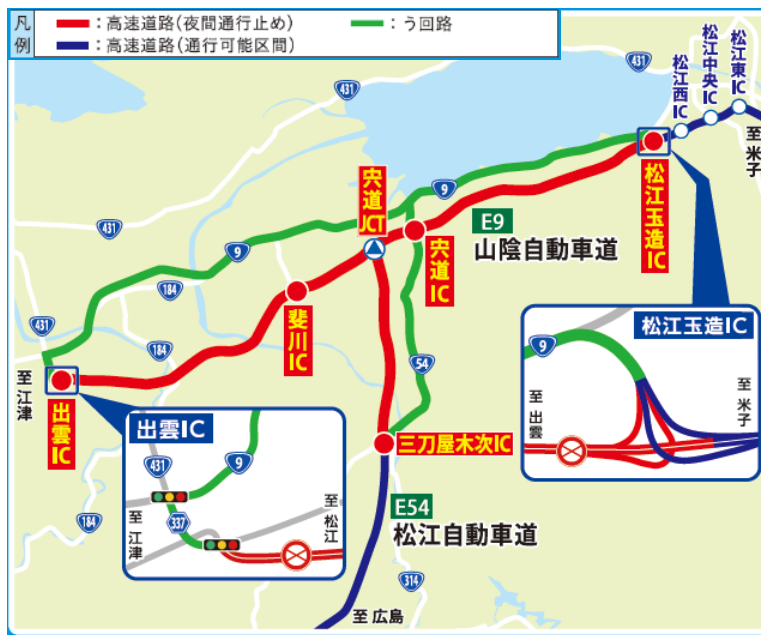 凡例
:高速道路(夜間通行止め)
:う回路
:高速道路(通行可能区間)
431
431
松江西IC
松江中央IC
松江東IC
至米子
松江玉造IC
宍道JCT
9
E9
山陰自動車道
宍道IC
431
9
184
斐川IC
184
431
至江津
出雲IC
54
三刀屋木次IC
E54
松江自動車道
184
314
至広島
出雲IC
431
9
337
至江津
至松江
松江玉造IC
9
至出雲
至米子